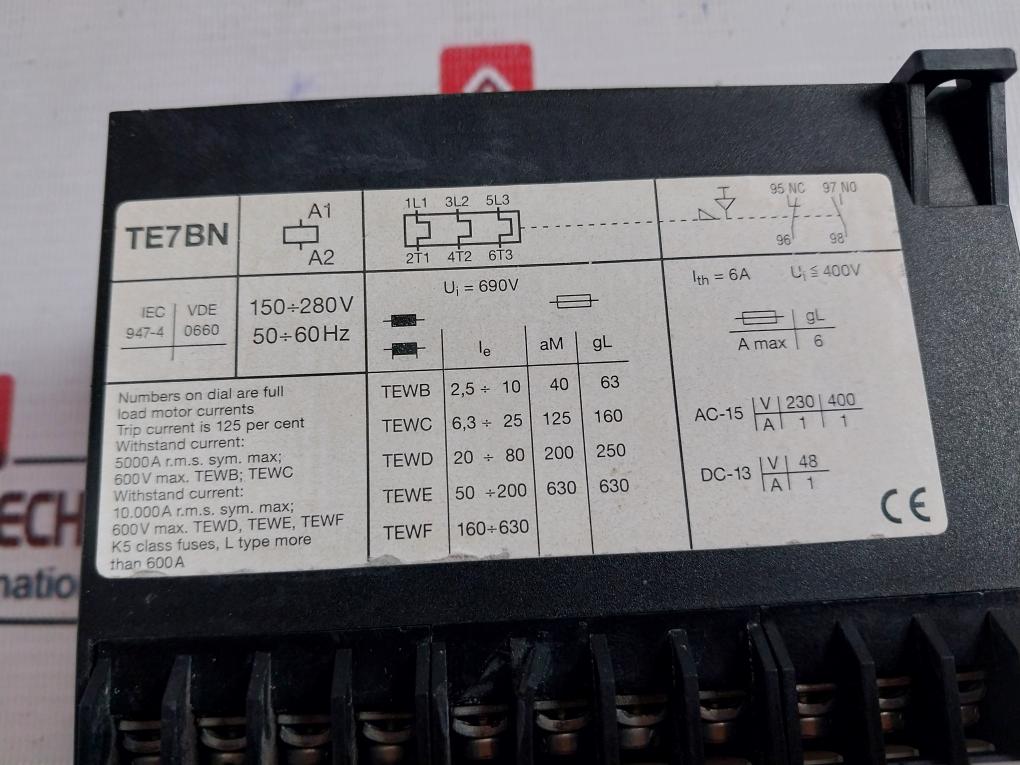 TE7BN
A1
A2
1L1 3L2 5L3
2T1 4T2 6T3
95 NC 97 NO
96 98
IEC VDE
947-4 0660
150÷280V
50÷60 Hz
Ui = 690V
Ie aM gL
TEWB 2,5 ÷ 10 40 63
TEWC 6,3 ÷ 25 125 160
TEWD 20 ÷ 80 200 250
TEWE 50 ÷200 630 630
TEWF 160÷630
Ith = 6A Ui ≦ 400V
gL
A max 6
AC-15 V 230 400
A 1 1
DC-13 V 48
A 1
CE
Numbers on dial are full
load motor currents
Trip current is 125 per cent
Withstand current:
5000A r.m.s. sym. max;
600V max. TEWB; TEWC
Withstand current:
10.000A r.m.s. sym max;
600V max. TEWD, TEWE, TEWF
K5 class fuses, L type more
than 600A